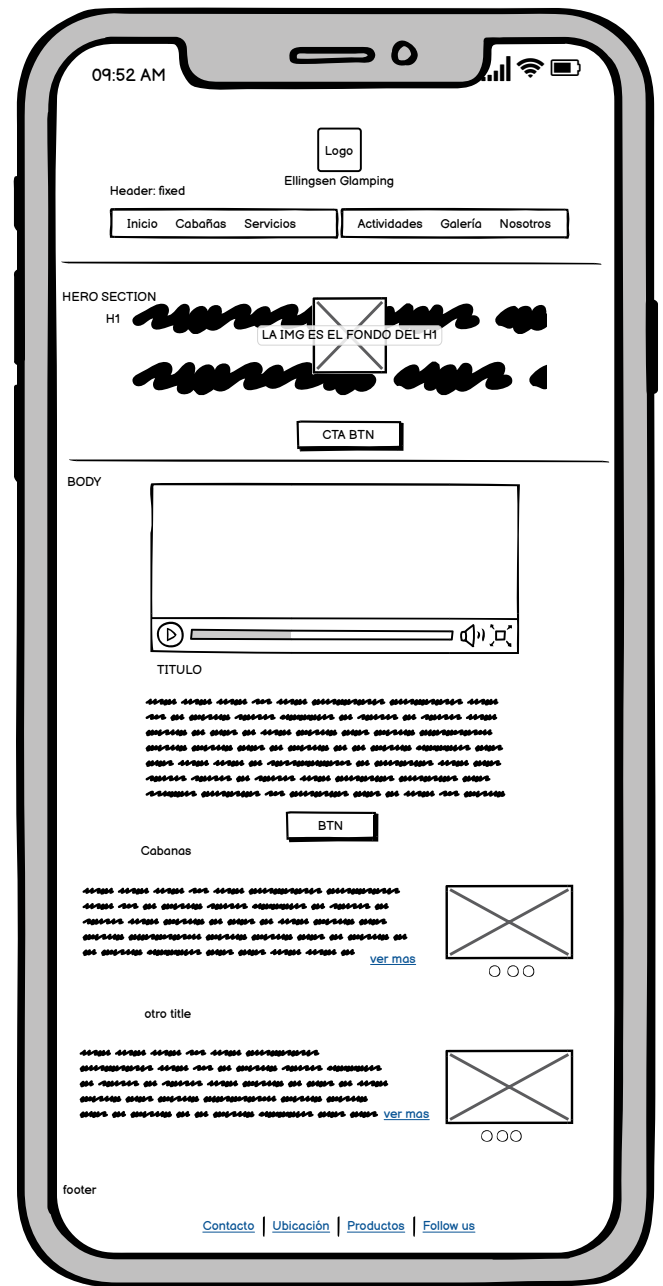 09:52 AM
Logo
Ellingsen Glamping
Header: fixed
Inicio Cabañas Servicios Actividades Galería Nosotros
HERO SECTION
H1
LA IMG ES EL FONDO DEL H1
CTA BTN
BODY
TITULO
BTN
Cabanas
ver mas
otro title
ver mas
footer
Contacto | Ubicación | Productos | Follow us